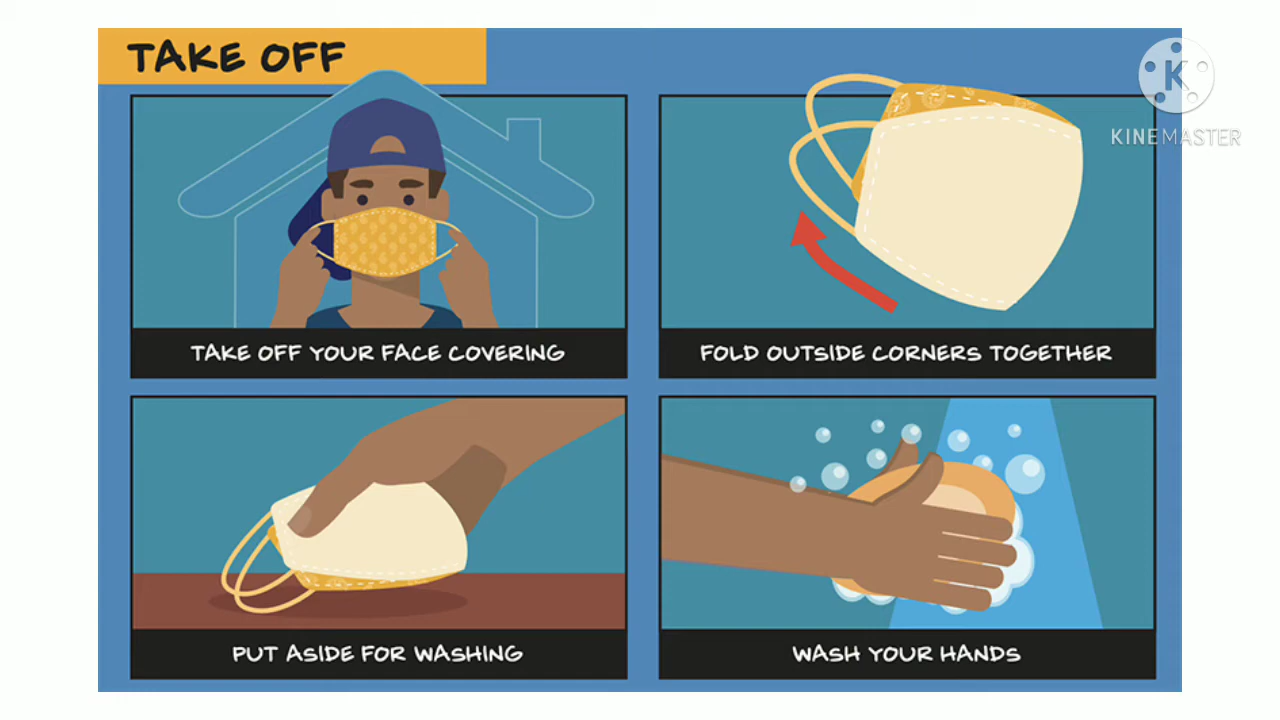 TAKE OFF
K
KINEMASTER
TAKE OFF YOUR FACE COVERING
FOLD OUTSIDE CORNERS TOGETHER
PUT ASIDE FOR WASHING
WASH YOUR HANDS